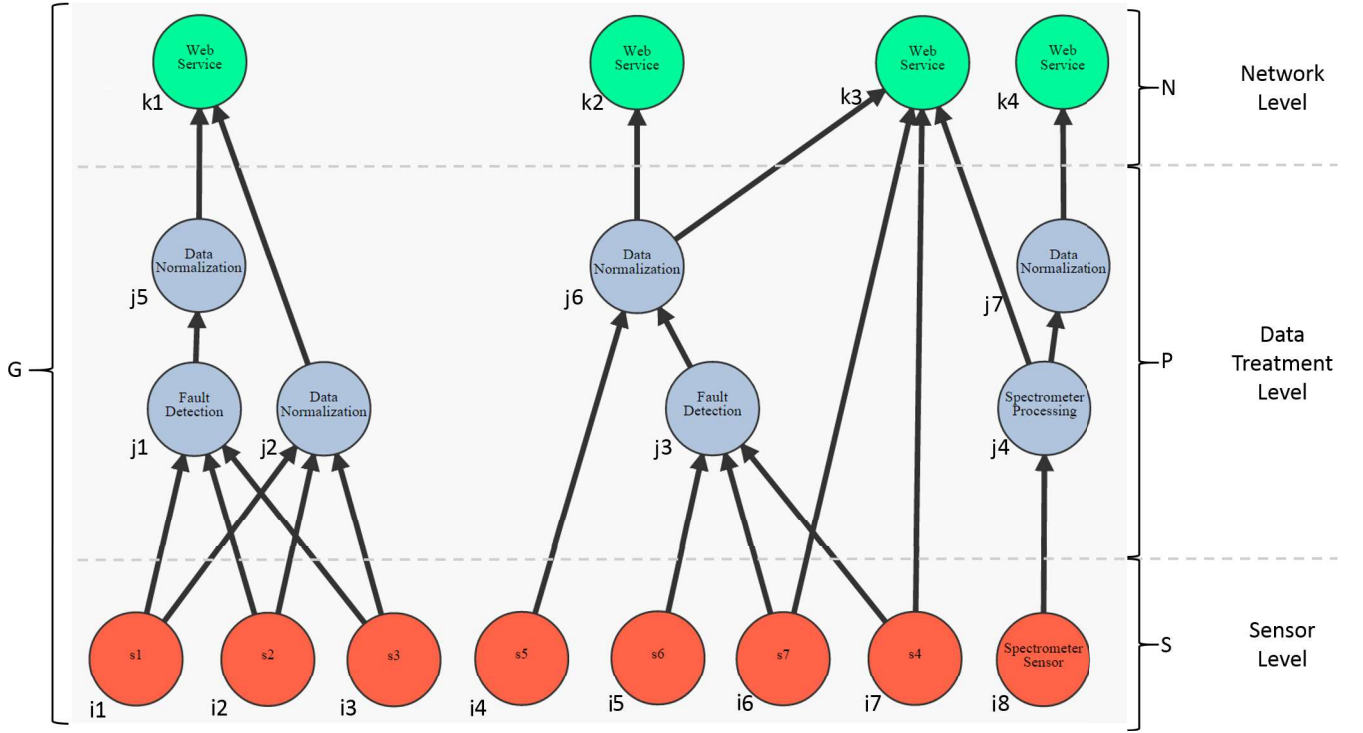 Web
Service
k1
Web
Service
k2
Web
Service
k3
Web
Service
k4
N
Network
Level
Data
Normalization
j5
Data
Normalization
j6
Data
Normalization
j7
G
P
Data
Treatment
Level
Fault
Detection
j1
Data
Normalization
j2
Fault
Detection
j3
Spectrometer
Processing
j4
s1
i1
s2
i2
s3
i3
s5
i4
s6
i5
s7
i6
s4
i7
Spectrometer
Sensor
i8
S
Sensor
Level